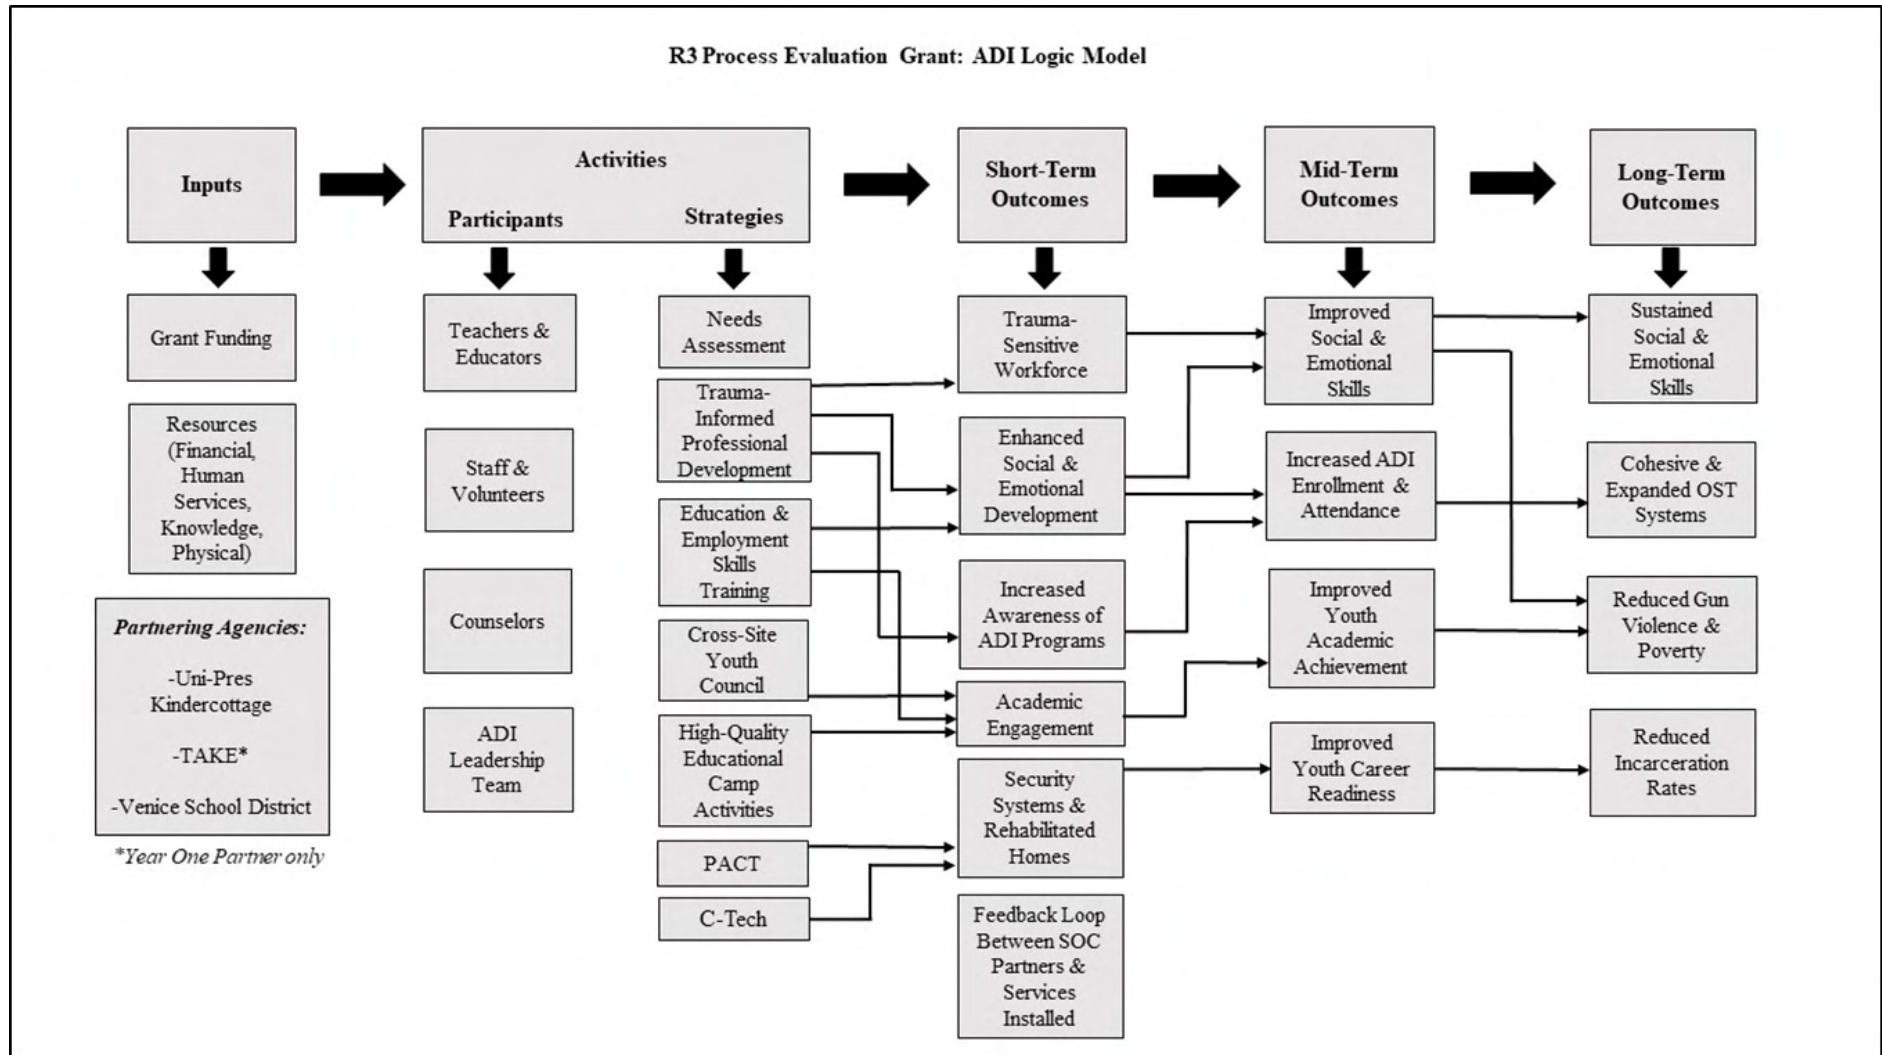 R3 Process Evaluation Grant: ADI Logic Model
Inputs
Activities
Participants
Strategies
Short-Term
Outcomes
Mid-Term
Outcomes
Long-Term
Outcomes
Grant Funding
Resources
(Financial,
Human
Services,
Knowledge,
Physical)
Partnering Agencies:
-Uni-Pres
Kindercottage
-TAKE*
-Venice School District
*Year One Partner only
Teachers &
Educators
Staff &
Volunteers
Counselors
ADI
Leadership
Team
Needs
Assessment
Trauma-
Informed
Professional
Development
Education &
Employment
Skills
Training
Cross-Site
Youth
Council
High-Quality
Educational
Camp
Activities
PACT
C-Tech
Trauma-
Sensitive
Workforce
Enhanced
Social &
Emotional
Development
Increased
Awareness of
ADI Programs
Academic
Engagement
Security
Systems &
Rehabilitated
Homes
Feedback Loop
Between SOC
Partners &
Services
Installed
Improved
Social &
Emotional
Skills
Increased ADI
Enrollment &
Attendance
Improved
Youth
Academic
Achievement
Improved
Youth Career
Readiness
Sustained
Social &
Emotional
Skills
Cohesive &
Expanded OST
Systems
Reduced Gun
Violence &
Poverty
Reduced
Incarceration
Rates